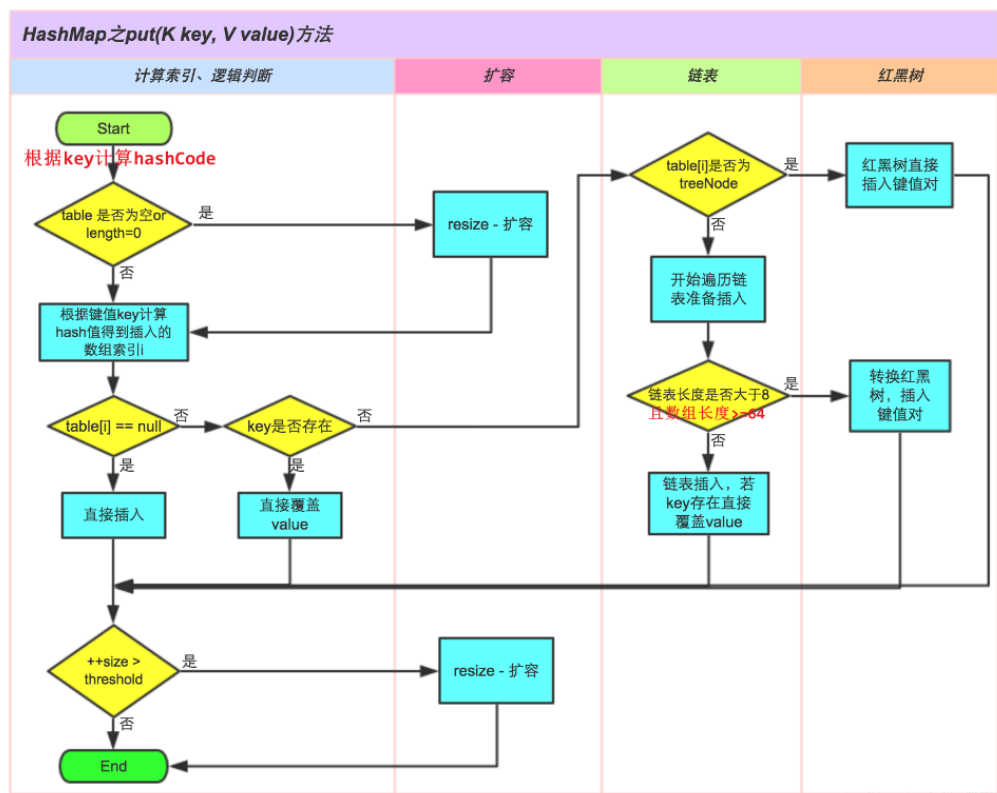 HashMap之put(K key, V value)方法
计算索引、逻辑判断
扩容
链表
红黑树
Start
根据key计算hashCode
table 是否为空or
length=0
是
resize - 扩容
否
根据键值key计算
hash值得到插入的
数组索引i
table[i] == null
否
key是否存在
否
是
直接插入
是
直接覆盖
value
table[i]是否为
treeNode
是
红黑树直接
插入键值对
否
开始遍历链
表准备插入
链表长度是否大于8
且数组长度>=64
是
转换红黑
树，插入
键值对
否
链表插入，若
key存在直接
覆盖value
++size >
threshold
是
resize - 扩容
否
End